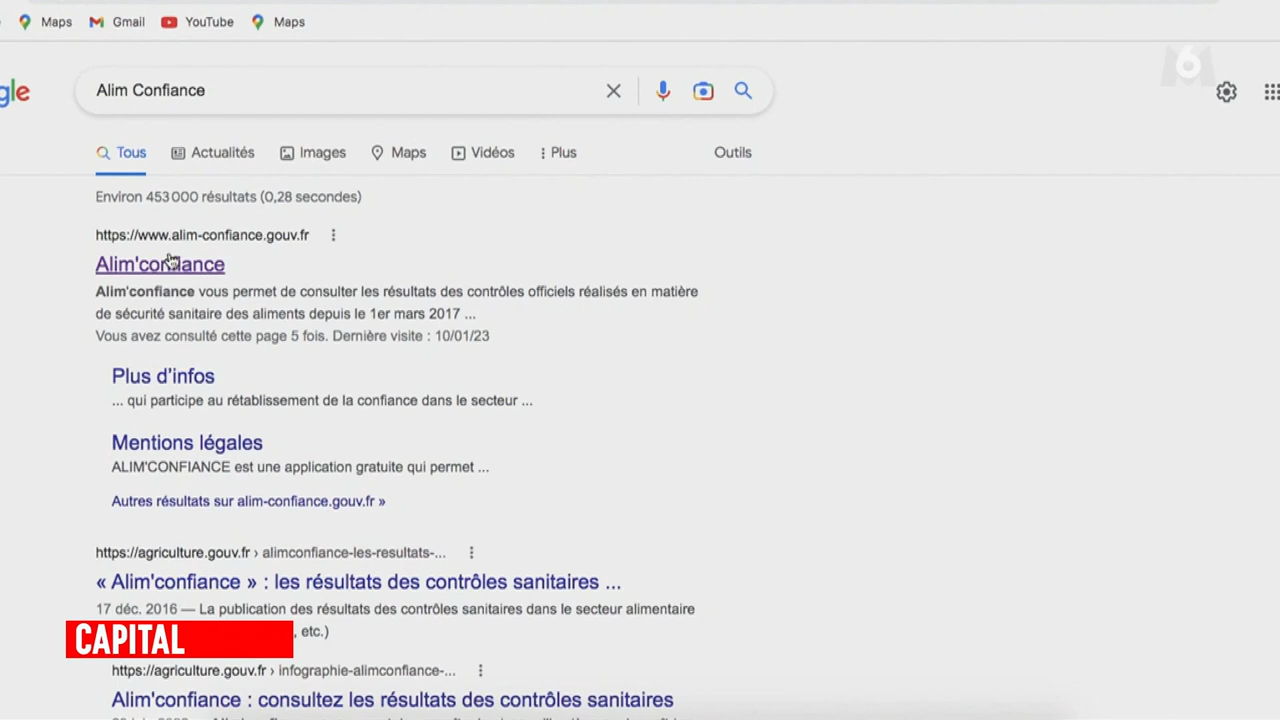 Maps Gmail YouTube Maps
6
gle Alim Confiance
Tous Actualités Images Maps Vidéos Plus Outils
Environ 453 000 résultats (0,28 secondes)
https://www.alim-confiance.gouv.fr
Alim'confiance
Alim'confiance vous permet de consulter les résultats des contrôles officiels réalisés en matière
de sécurité sanitaire des aliments depuis le 1er mars 2017 ...
Vous avez consulté cette page 5 fois. Dernière visite : 10/01/23
Plus d'infos
... qui participe au rétablissement de la confiance dans le secteur ...
Mentions légales
ALIM'CONFIANCE est une application gratuite qui permet ...
Autres résultats sur alim-confiance.gouv.fr »
https://agriculture.gouv.fr › alimconfiance-les-resultats-...
« Alim'confiance » : les résultats des contrôles sanitaires ...
17 déc. 2016 — La publication des résultats des contrôles sanitaires dans le secteur alimentaire
, etc.)
CAPITAL
https://agriculture.gouv.fr › infographie-alimconfiance-...
Alim'confiance : consultez les résultats des contrôles sanitaires